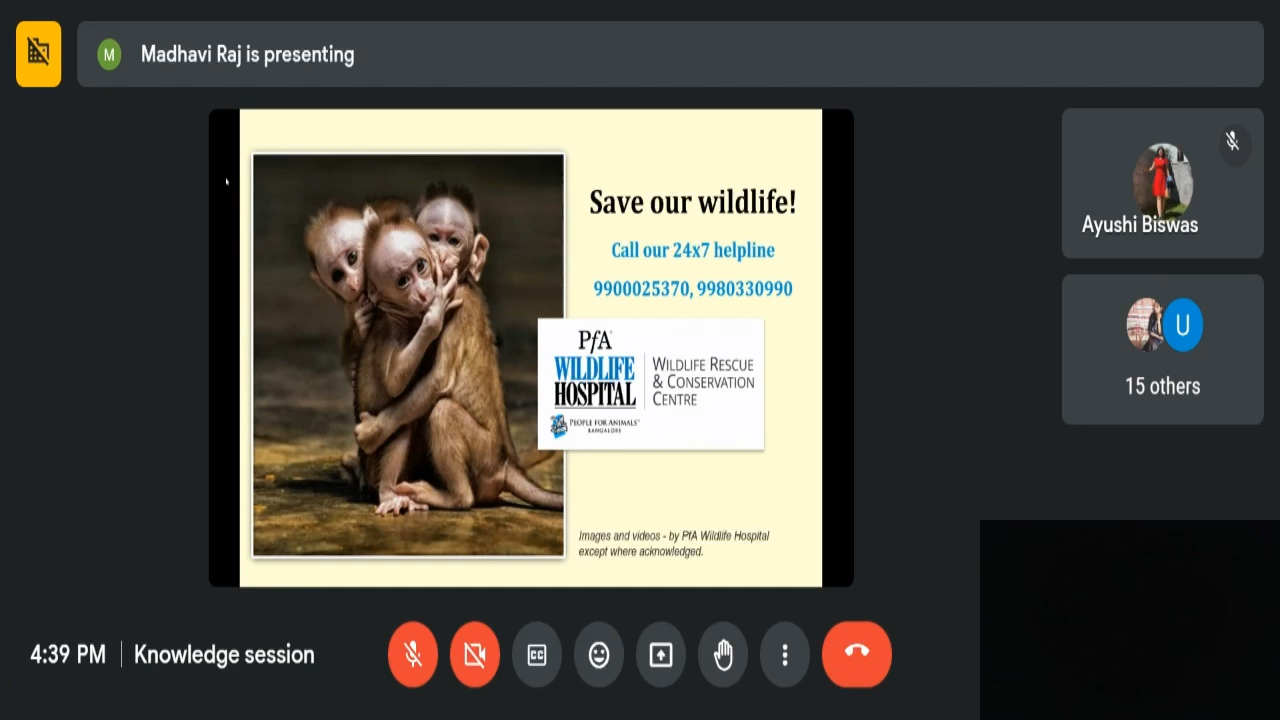 M
Madhavi Raj is presenting
Save our wildlife!
Call our 24x7 helpline
9900025370, 9980330990
PfA
WILDLIFE
HOSPITAL
WILDLIFE RESCUE
& CONSERVATION
CENTRE
PEOPLE FOR ANIMALS
BANGALORE
Images and videos - by PfA Wildlife Hospital
except where acknowledged.
Ayushi Biswas
U
15 others
4:39 PM
Knowledge session
CC